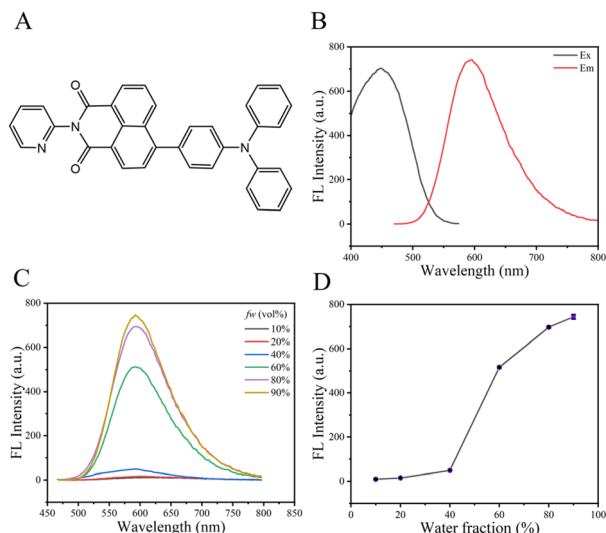 A
O
N
N
O
N
B
Ex
Em
800
600
400
200
0
FL Intensity (a.u.)
400 500 600 700 800
Wavelength (nm)
C
fw (vol%)
10%
20%
40%
60%
80%
90%
800
600
400
200
0
FL Intensity (a.u.)
400 450 500 550 600 650 700 750 800
Wavelength (nm)
D
800
600
400
200
0
FL Intensity (a.u.)
0 20 40 60 80 100
Water fraction (%)